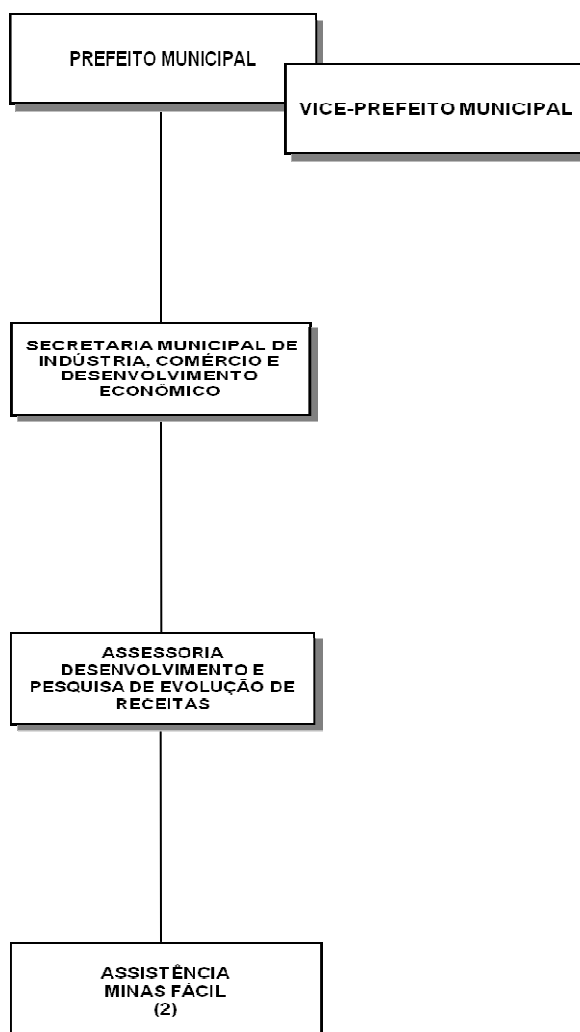 PREFEITO MUNICIPAL
VICE-PREFEITO MUNICIPAL
SECRETARIA MUNICIPAL DE
INDÚSTRIA, COMÉRCIO E
DESENVOLVIMENTO
ECONÔMICO
ASSESSORIA
DESENVOLVIMENTO E
PESQUISA DE EVOLUÇÃO DE
RECEITAS
ASSISTÊNCIA
MINAS FÁCIL
(2)